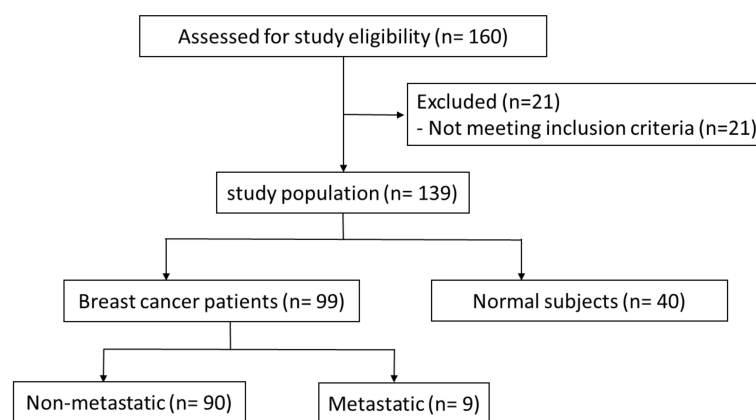 Assessed for study eligibility (n= 160)
Excluded (n=21)
- Not meeting inclusion criteria (n=21)
study population (n= 139)
Breast cancer patients (n= 99)
Normal subjects (n= 40)
Non-metastatic (n= 90)
Metastatic (n= 9)